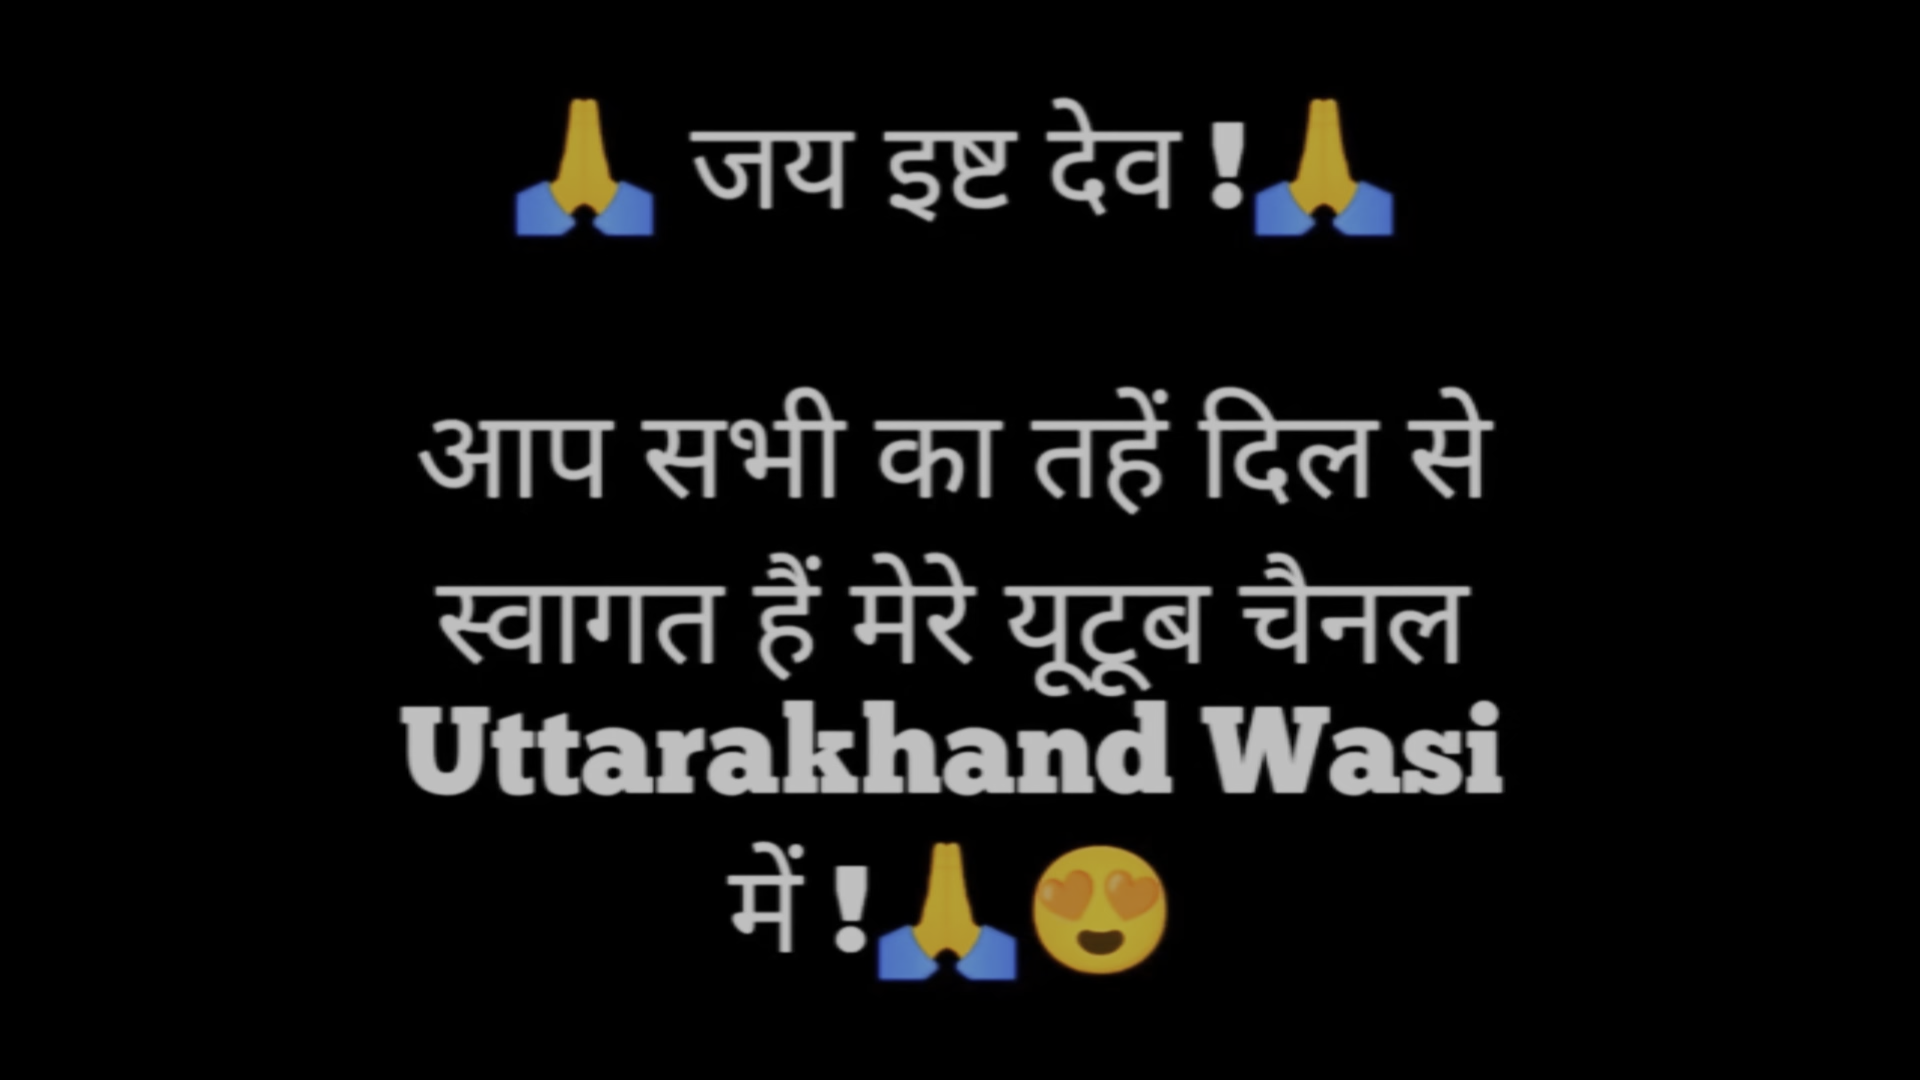 🙏 जय इष्ट देव !🙏
आप सभी का तहें दिल से
स्वागत हैं मेरे यूटूब चैनल
Uttarakhand Wasi
में !🙏😍